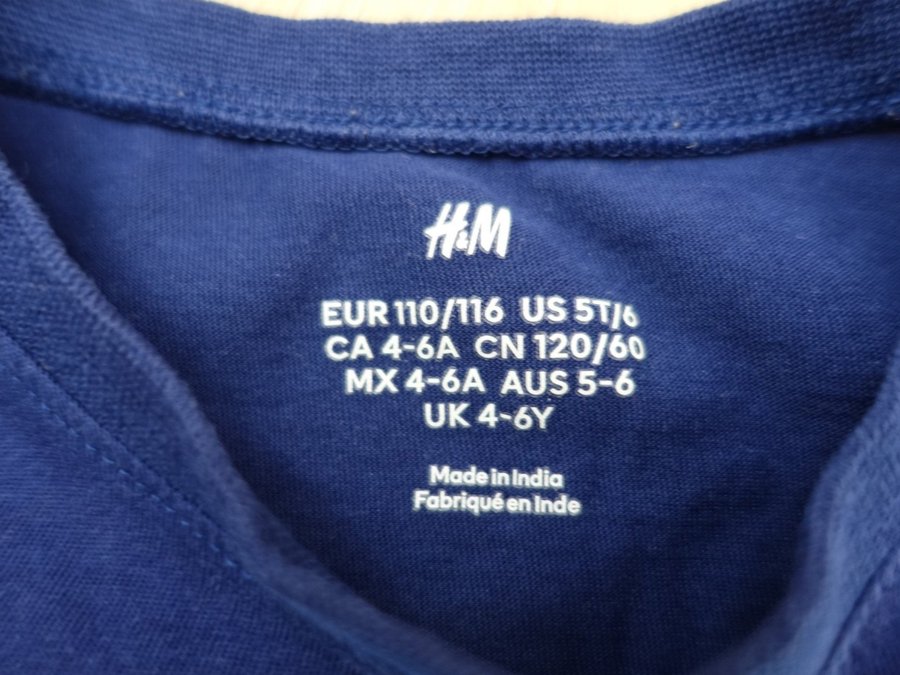 H&M
EUR 110/116 US 5T/6
CA 4-6A CN 120/60
MX 4-6A AUS 5-6
UK 4-6Y
Made in India
Fabriqué en Inde